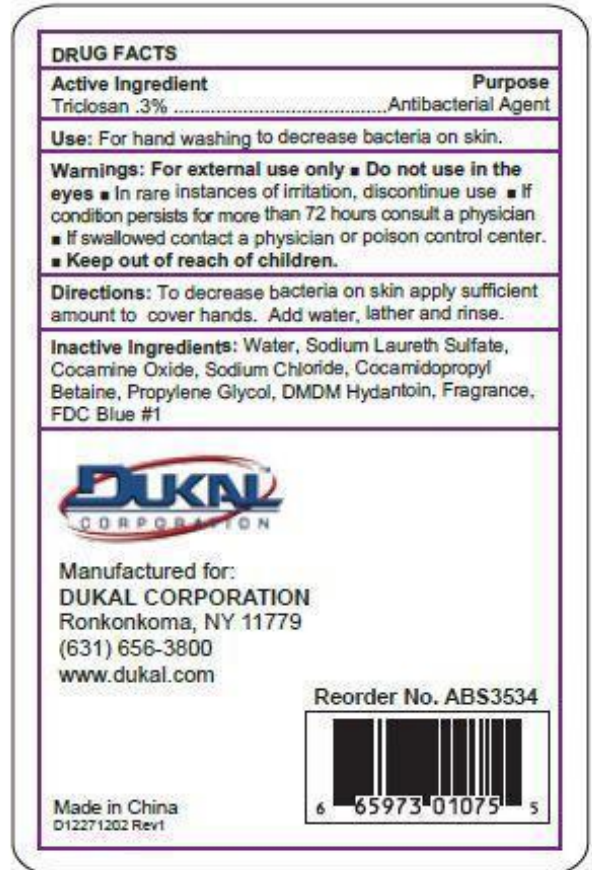 DRUG FACTS
Active Ingredient Purpose
Triclosan .3% ......................................Antibacterial Agent
Use: For hand washing to decrease bacteria on skin.
Warnings: For external use only ■ Do not use in the
eyes ■ In rare instances of irritation, discontinue use ■ If
condition persists for more than 72 hours consult a physician
■ If swallowed contact a physician or poison control center.
■ Keep out of reach of children.
Directions: To decrease bacteria on skin apply sufficient
amount to cover hands. Add water, lather and rinse.
Inactive Ingredients: Water, Sodium Laureth Sulfate,
Cocamine Oxide, Sodium Chloride, Cocamidopropyl
Betaine, Propylene Glycol, DMDM Hydantoin, Fragrance,
FDC Blue #1
DUKAL
CORPORATION
Manufactured for:
DUKAL CORPORATION
Ronkonkoma, NY 11779
(631) 656-3800
www.dukal.com
Reorder No. ABS3534
6 65973 01075 5
Made in China
D12271202 Rev1